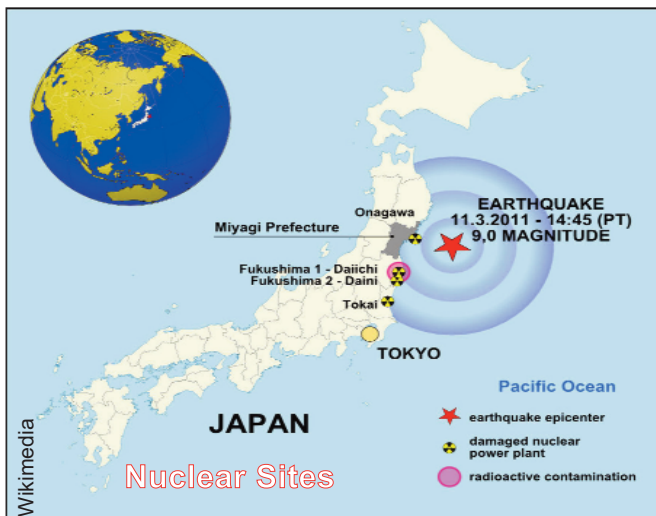 EARTHQUAKE
11.3.2011 - 14:45 (PT)
9,0 MAGNITUDE
Onagawa
Miyagi Prefecture
Fukushima 1 - Daiichi
Fukushima 2 - Daini
Tokai
TOKYO
JAPAN
Pacific Ocean
earthquake epicenter
damaged nuclear
power plant
radioactive contamination
Nuclear Sites
Wikimedia